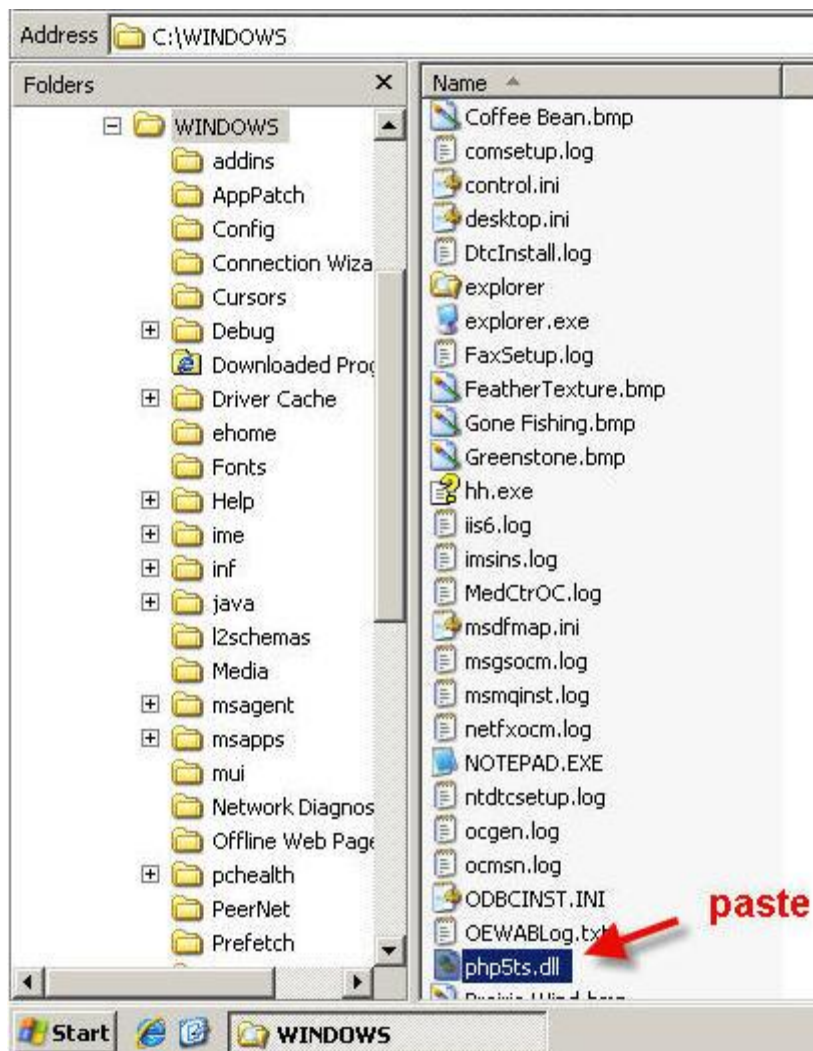 Address C:\WINDOWS
Folders
WINDOWS
addins
AppPatch
Config
Connection Wiza
Cursors
Debug
Downloaded Prog
Driver Cache
ehome
Fonts
Help
ime
inf
java
l2schemas
Media
msagent
msapps
mui
Network Diagnos
Offline Web Page
pchealth
PeerNet
Prefetch
Name
Coffee Bean.bmp
comsetup.log
control.ini
desktop.ini
DtcInstall.log
explorer
explorer.exe
FaxSetup.log
FeatherTexture.bmp
Gone Fishing.bmp
Greenstone.bmp
hh.exe
iis6.log
imsins.log
MedCtrOC.log
msdfmap.ini
msgsocm.log
msmqinst.log
netfxocm.log
NOTEPAD.EXE
ntdtcsetup.log
ocgen.log
ocmsn.log
ODBCINST.INI
OEWABLog.txt
php5ts.dll
paste
Start
WINDOWS